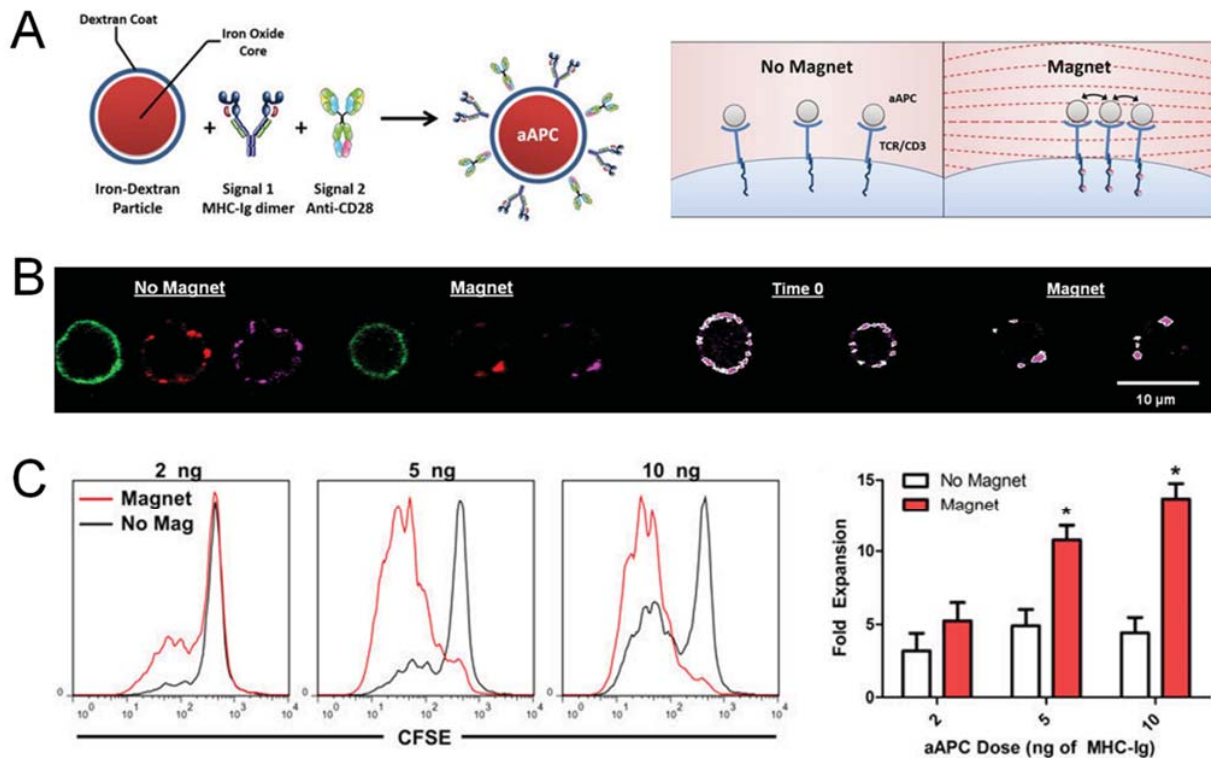 A
Dextran Coat
Iron Oxide
Core
+
+
aAPC
Iron-Dextran
Particle
Signal 1
MHC-Ig dimer
Signal 2
Anti-CD28
No Magnet
Magnet
aAPC
TCR/CD3
B
No Magnet
Magnet
Time 0
Magnet
10 µm
C
2 ng
5 ng
10 ng
Magnet
No Mag
0
0
0
10⁰ 10¹ 10² 10³ 10⁴
10⁰ 10¹ 10² 10³ 10⁴
10⁰ 10¹ 10² 10³ 10⁴
CFSE
No Magnet
Magnet
*
*
Fold Expansion
15
10
5
0
2
5
10
aAPC Dose (ng of MHC-Ig)